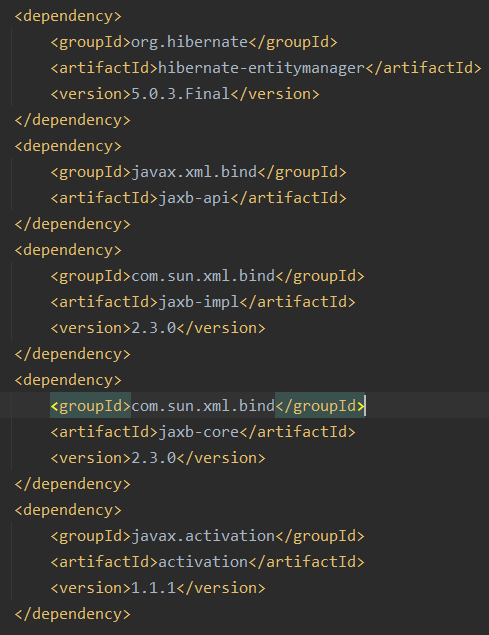 <dependency>
<groupId>org.hibernate</groupId>
<artifactId>hibernate-entitymanager</artifactId>
<version>5.0.3.Final</version>
</dependency>
<dependency>
<groupId>javax.xml.bind</groupId>
<artifactId>jaxb-api</artifactId>
</dependency>
<dependency>
<groupId>com.sun.xml.bind</groupId>
<artifactId>jaxb-impl</artifactId>
<version>2.3.0</version>
</dependency>
<dependency>
<groupId>com.sun.xml.bind</groupId>
<artifactId>jaxb-core</artifactId>
<version>2.3.0</version>
</dependency>
<dependency>
<groupId>javax.activation</groupId>
<artifactId>activation</artifactId>
<version>1.1.1</version>
</dependency>